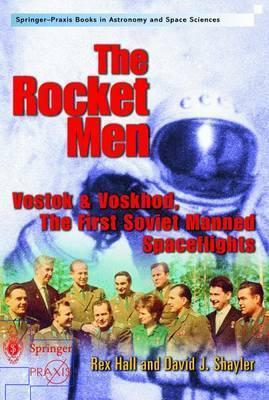 Springer–Praxis Books in Astronomy and Space Sciences
The
Rocket
Men
Vostok & Voskhod,
The First Soviet Manned
Spaceflights
Springer
PRAXIS
Rex Hall and David J. Shayler